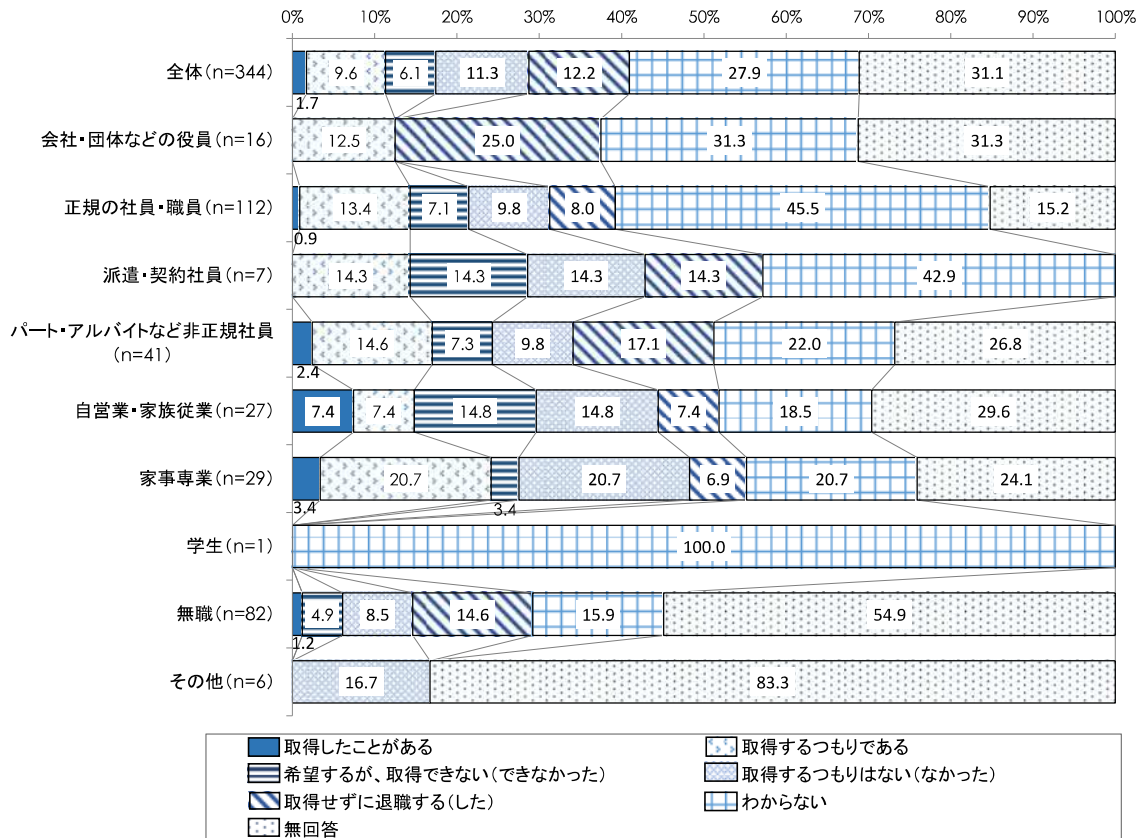 0% 10% 20% 30% 40% 50% 60% 70% 80% 90% 100%
全体(n=344) 9.6 6.1 11.3 12.2 27.9 31.1
1.7
会社・団体などの役員(n=16) 12.5 25.0 31.3 31.3
正規の社員・職員(n=112) 13.4 7.1 9.8 8.0 45.5 15.2
0.9
派遣・契約社員(n=7) 14.3 14.3 14.3 14.3 42.9
パート・アルバイトなど非正規社員
(n=41) 14.6 7.3 9.8 17.1 22.0 26.8
2.4
自営業・家族従業(n=27) 7.4 7.4 14.8 14.8 7.4 18.5 29.6
家事専業(n=29) 20.7 20.7 6.9 20.7 24.1
3.4 3.4
学生(n=1) 100.0
無職(n=82) 4.9 8.5 14.6 15.9 54.9
1.2
その他(n=6) 16.7 83.3
取得したことがある 取得するつもりである
希望するが、取得できない(できなかった) 取得するつもりはない(なかった)
取得せずに退職する(した) わからない
無回答